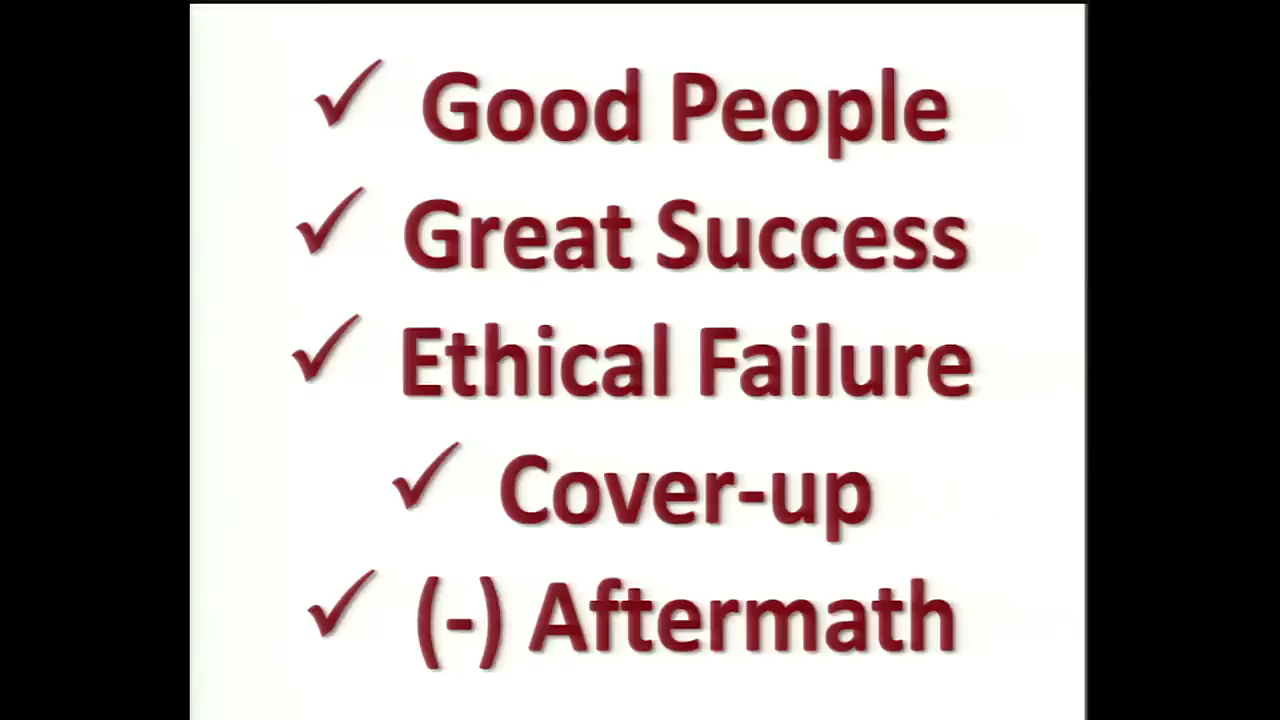 ✓ Good People
✓ Great Success
✓ Ethical Failure
✓ Cover-up
✓ (-) Aftermath